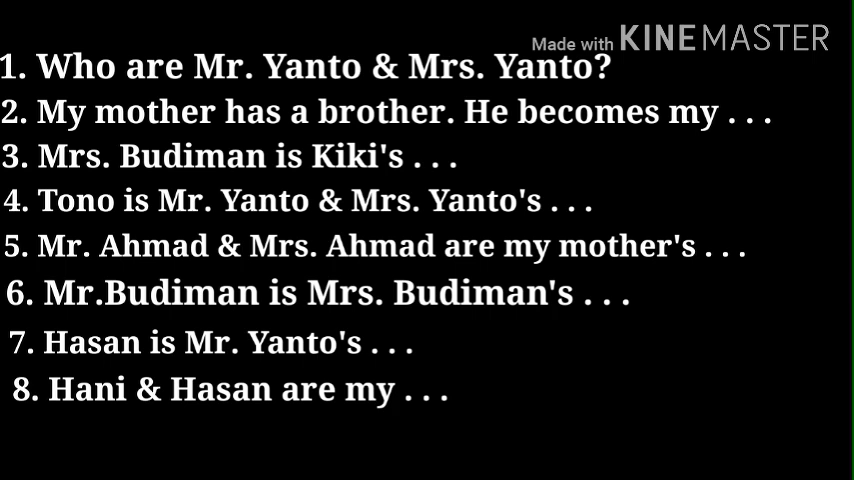 Made with KINEMASTER
1. Who are Mr. Yanto & Mrs. Yanto?
2. My mother has a brother. He becomes my . . .
3. Mrs. Budiman is Kiki's . . .
4. Tono is Mr. Yanto & Mrs. Yanto's . . .
5. Mr. Ahmad & Mrs. Ahmad are my mother's . . .
6. Mr.Budiman is Mrs. Budiman's . . .
7. Hasan is Mr. Yanto's . . .
8. Hani & Hasan are my . . .